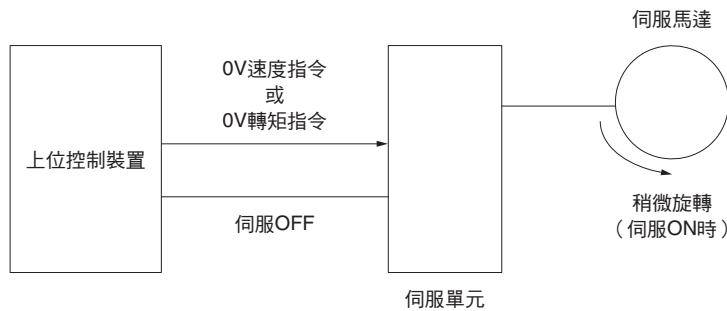 伺服馬達
0V速度指令
或
0V轉矩指令
上位控制裝置
伺服OFF
稍微旋轉
（伺服ON時）
伺服單元